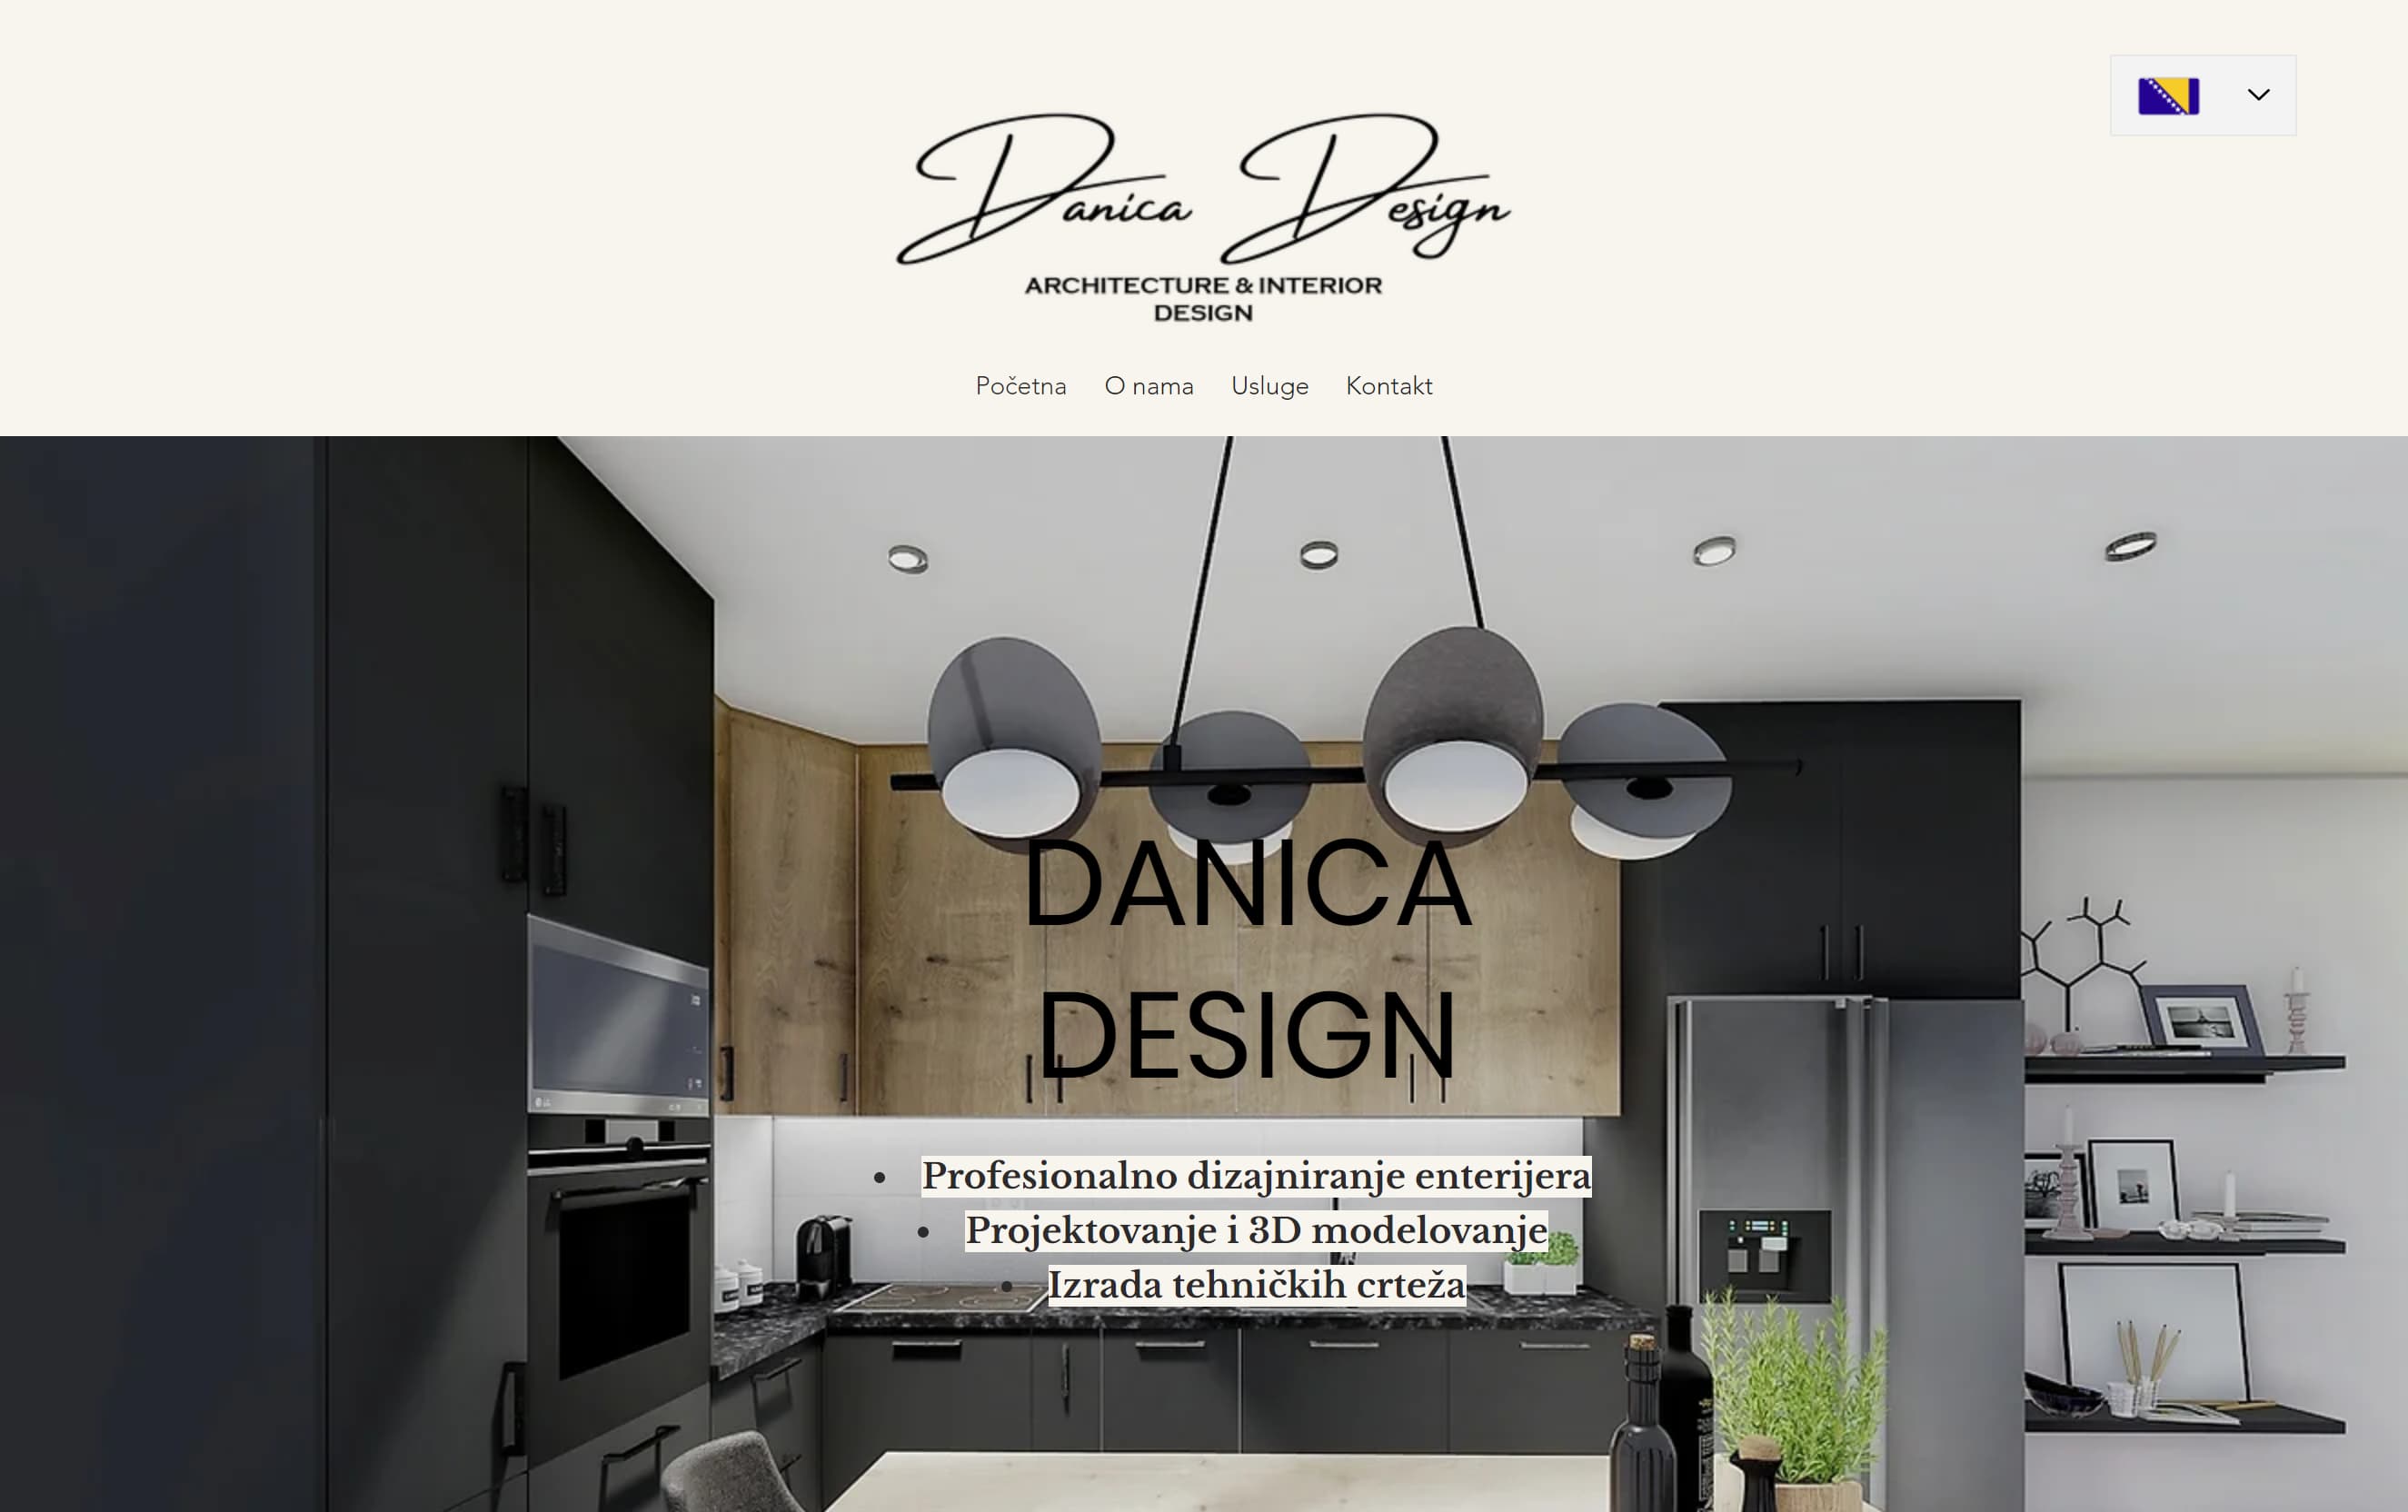 Danica Design
ARCHITECTURE & INTERIOR
DESIGN
Početna O nama Usluge Kontakt
DANICA
DESIGN
Profesionalno dizajniranje enterijera
Projektovanje i 3D modelovanje
Izrada tehničkih crteža